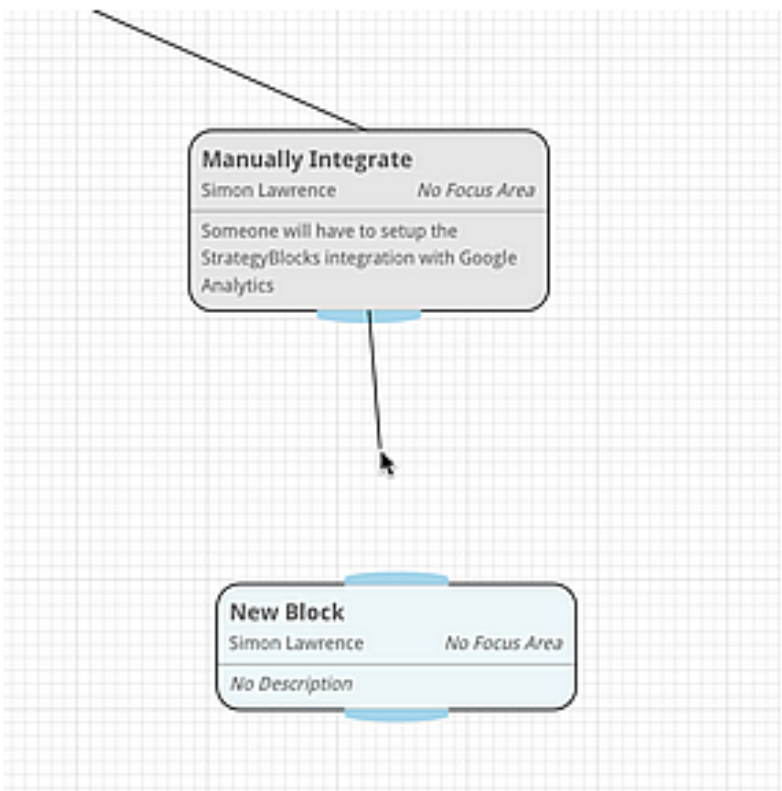 Manually Integrate
Simon Lawrence No Focus Area
Someone will have to setup the
StrategyBlocks integration with Google
Analytics
New Block
Simon Lawrence No Focus Area
No Description